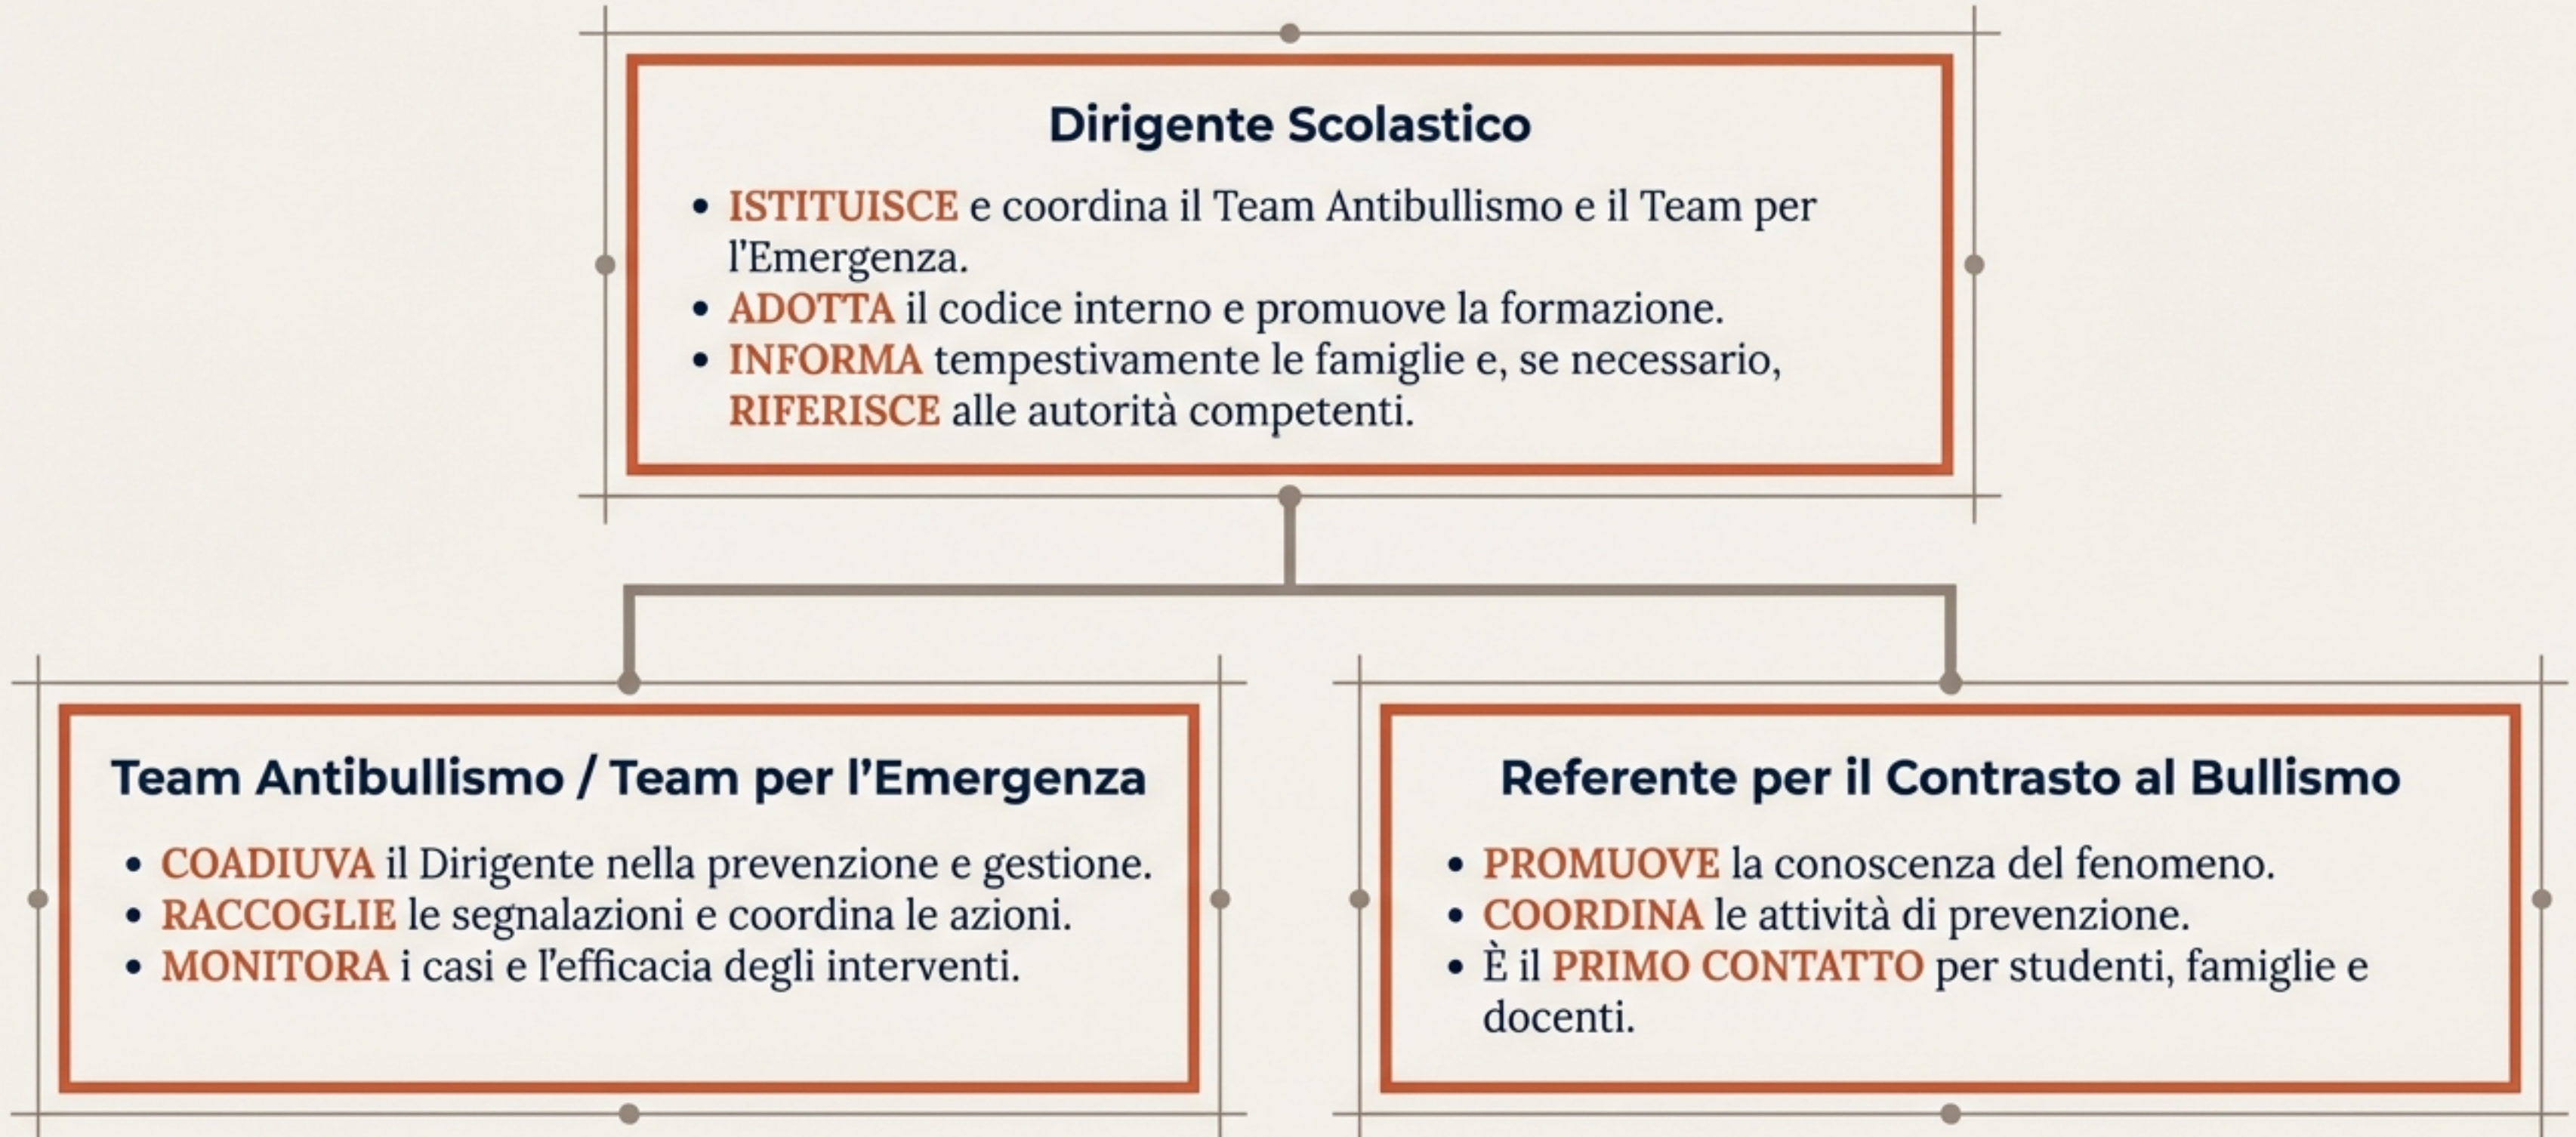 Dirigente Scolastico
• ISTITUISCE e coordina il Team Antibullismo e il Team per
l’Emergenza.
• ADOTTA il codice interno e promuove la formazione.
• INFORMA tempestivamente le famiglie e, se necessario,
RIFERISCE alle autorità competenti.
Team Antibullismo / Team per l’Emergenza
• COADIUVA il Dirigente nella prevenzione e gestione.
• RACCOGLIE le segnalazioni e coordina le azioni.
• MONITORA i casi e l’efficacia degli interventi.
Referente per il Contrasto al Bullismo
• PROMUOVE la conoscenza del fenomeno.
• COORDINA le attività di prevenzione.
• È il PRIMO CONTATTO per studenti, famiglie e
docenti.